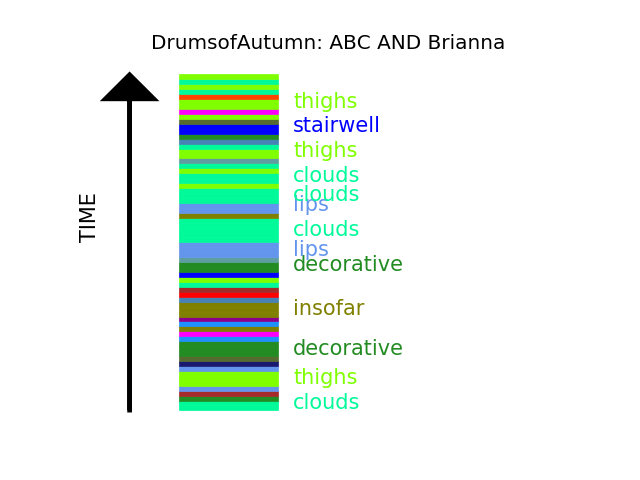 DrumsofAutumn: ABC AND Brianna
thighs
stairwell
thighs
clouds
clouds
lips
clouds
lips
decorative
insofar
decorative
thighs
clouds
TIME